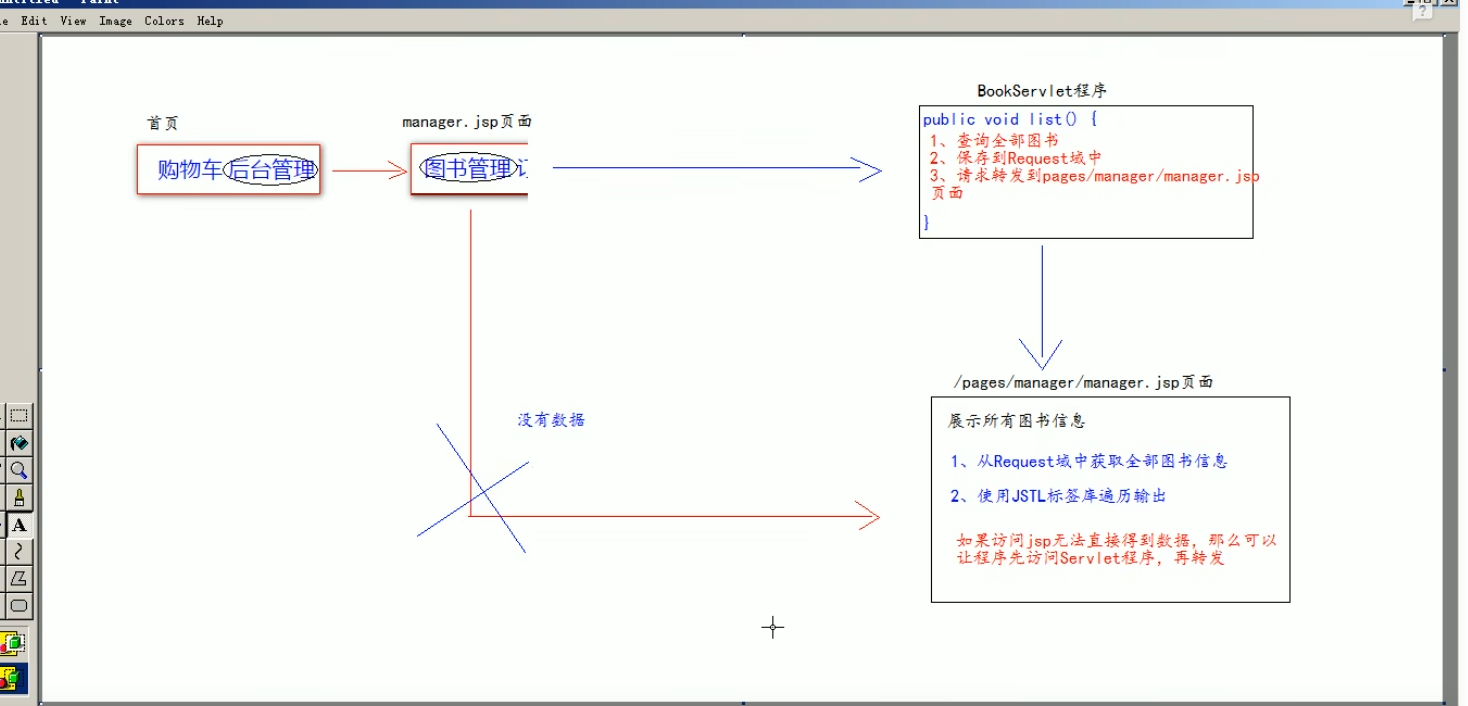 Edit View Image Colors Help
首页
购物车 后台管理
manager.jsp页面
图书管理
BookServlet程序
public void list() {
1、查询全部图书
2、保存到Request域中
3、请求转发到pages/manager/manager.jsp
页面
}
没有数据
/pages/manager/manager.jsp页面
展示所有图书信息
1、从Request域中获取全部图书信息
2、使用JSTL标签库遍历输出
如果访问jsp无法直接得到数据，那么可以
让程序先访问Servlet程序，再转发
A
?